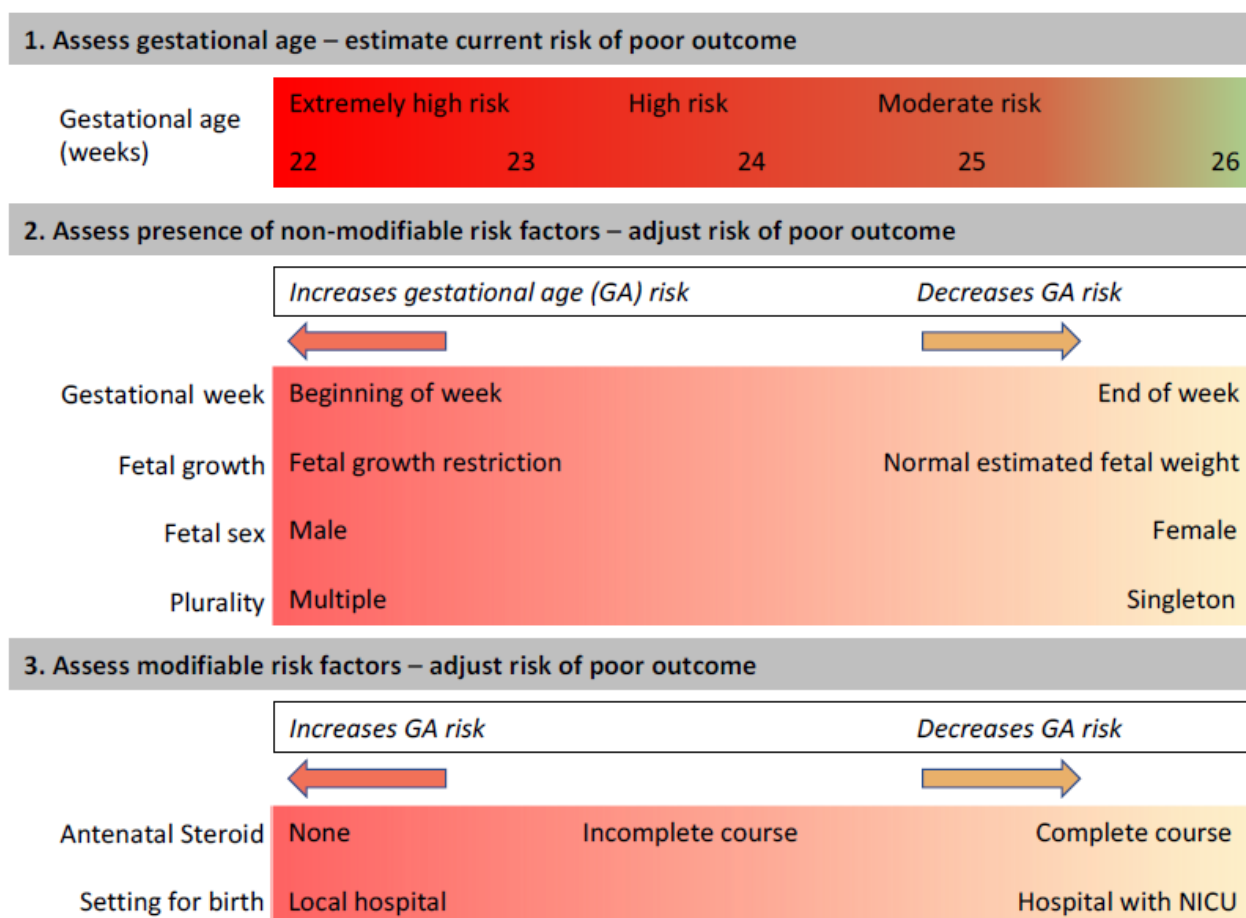 1. Assess gestational age – estimate current risk of poor outcome
Gestational age
(weeks)
Extremely high risk High risk Moderate risk
22 23 24 25 26
2. Assess presence of non-modifiable risk factors – adjust risk of poor outcome
Increases gestational age (GA) risk Decreases GA risk
Gestational week Beginning of week End of week
Fetal growth Fetal growth restriction Normal estimated fetal weight
Fetal sex Male Female
Plurality Multiple Singleton
3. Assess modifiable risk factors – adjust risk of poor outcome
Increases GA risk Decreases GA risk
Antenatal Steroid None Incomplete course Complete course
Setting for birth Local hospital Hospital with NICU